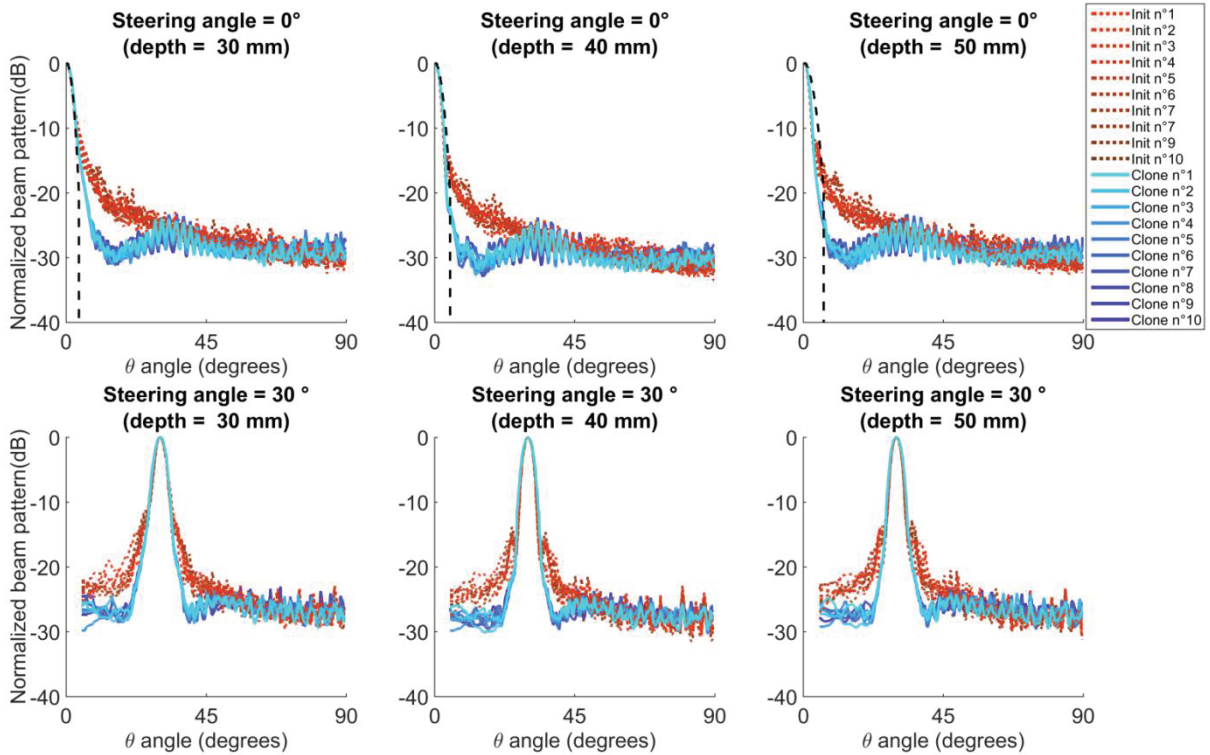 Steering angle = 0°
(depth = 30 mm)
Normalized beam pattern(dB)
0
-10
-20
-30
-40
0
45
90
θ angle (degrees)
Steering angle = 0°
(depth = 40 mm)
0
-10
-20
-30
-40
0
45
90
θ angle (degrees)
Steering angle = 0°
(depth = 50 mm)
0
-10
-20
-30
-40
0
45
90
θ angle (degrees)
Init n°1
Init n°2
Init n°3
Init n°4
Init n°5
Init n°6
Init n°7
Init n°7
Init n°9
Init n°10
Clone n°1
Clone n°2
Clone n°3
Clone n°4
Clone n°5
Clone n°6
Clone n°7
Clone n°8
Clone n°9
Clone n°10
Steering angle = 30 °
(depth = 30 mm)
Normalized beam pattern(dB)
0
-10
-20
-30
-40
0
45
90
θ angle (degrees)
Steering angle = 30 °
(depth = 40 mm)
0
-10
-20
-30
-40
0
45
90
θ angle (degrees)
Steering angle = 30 °
(depth = 50 mm)
0
-10
-20
-30
-40
0
45
90
θ angle (degrees)